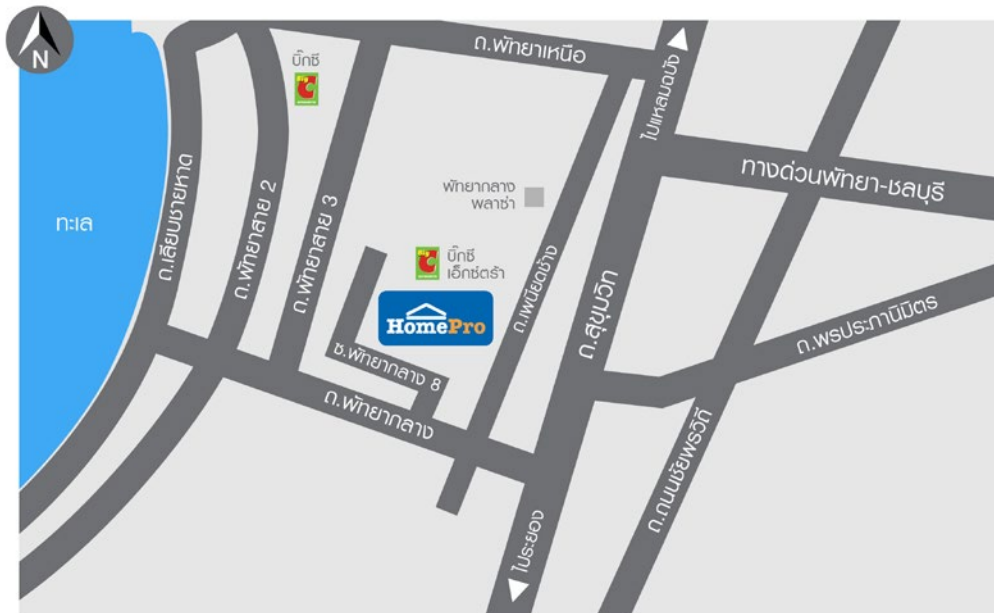 N
ถ.พัทยาเหนือ
ไปแหลมฉบัง
บิ๊กซี
Big
C
ทางด่วนพัทยา-ชลบุรี
พัทยากลาง
พลาซ่า
ทะเล
ถ.เลียบชายหาด
ถ.พัทยาสาย 2
ถ.พัทยาสาย 3
Big
C
บิ๊กซี
เอ็กซ์ตร้า
ถ.เพนียดช้าง
ถ.สุขุมวิท
HomePro
ถ.พรประภานิมิตร
ซ.พัทยากลาง 8
ถ.พัทยากลาง
ถ.ถนนชัยพรวิถี
ไประยอง